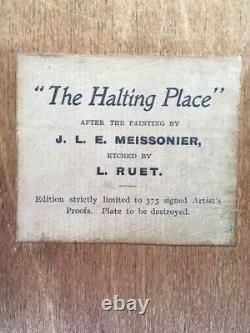 "The Halting Place"
AFTER THE PAINTING BY
J. L. E. MEISSONIER,
ETCHED BY
L. RUET.
Edition strictly limited to 375 signed Artist's
Proofs. Plate to be destroyed.